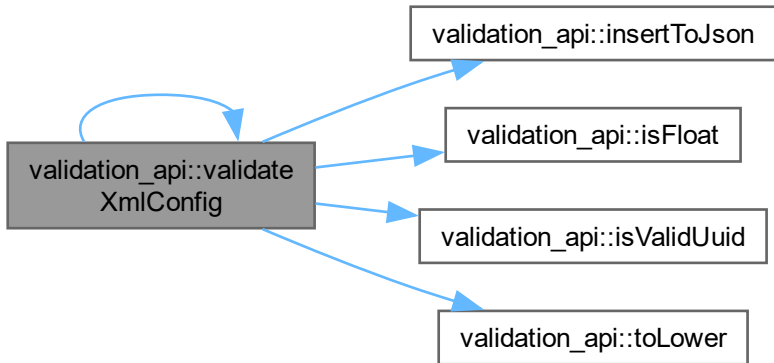 validation_api::insertToJson
validation_api::isFloat
validation_api::validate
XmlConfig
validation_api::isValidUuid
validation_api::toLower